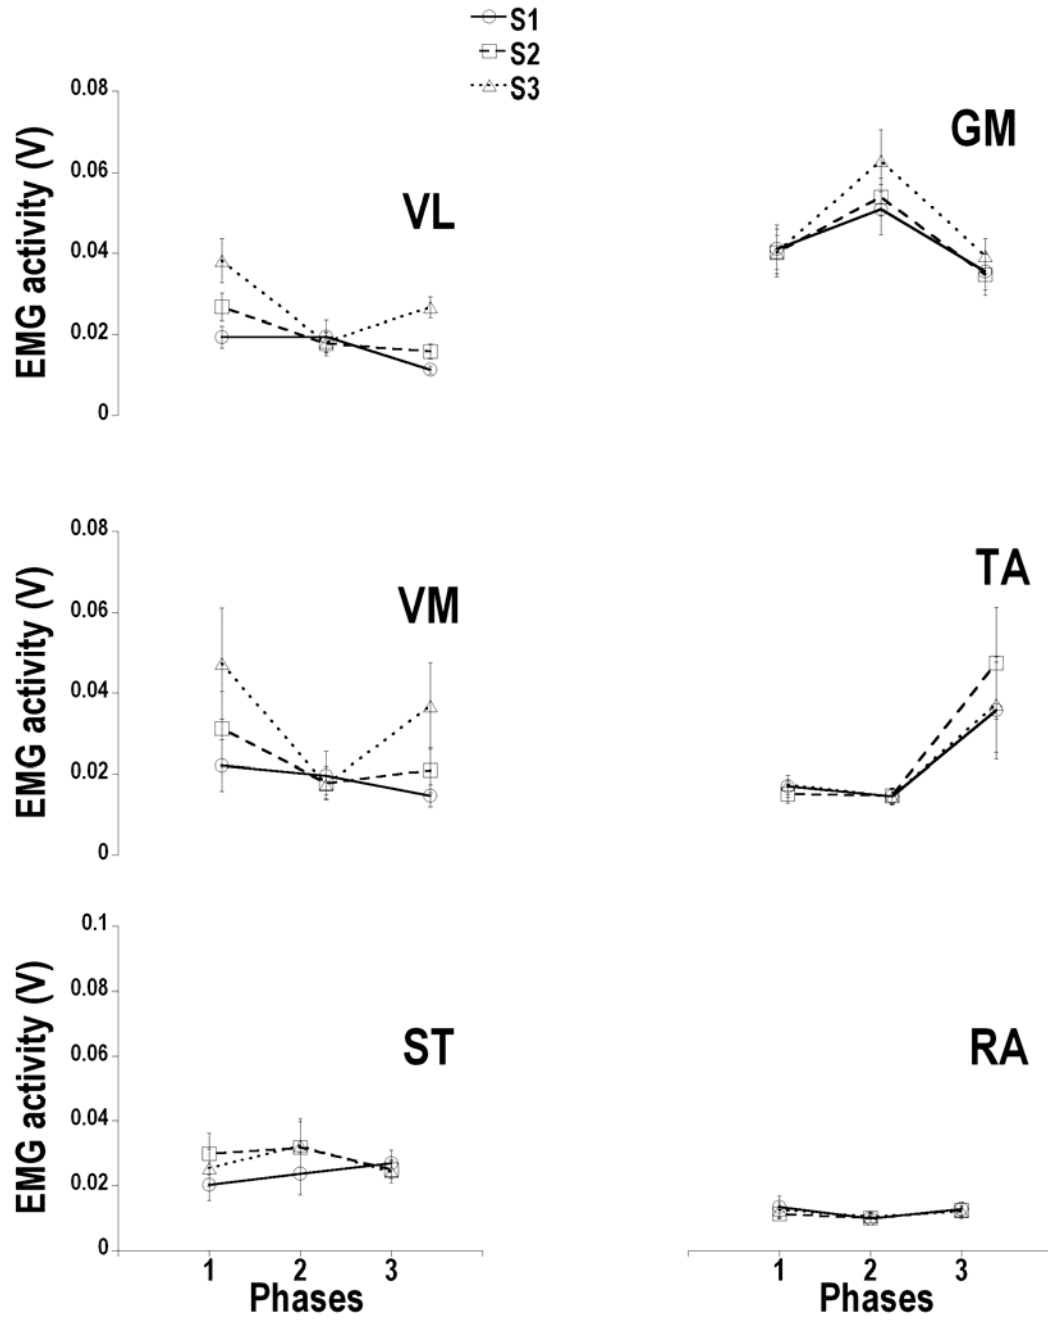 S1
S2
S3
EMG activity (V)
0.08
0.06
0.04
0.02
0
VL
GM
EMG activity (V)
0.08
0.06
0.04
0.02
0
VM
TA
EMG activity (V)
0.1
0.08
0.06
0.04
0.02
0
ST
RA
1 2 3
Phases
1 2 3
Phases